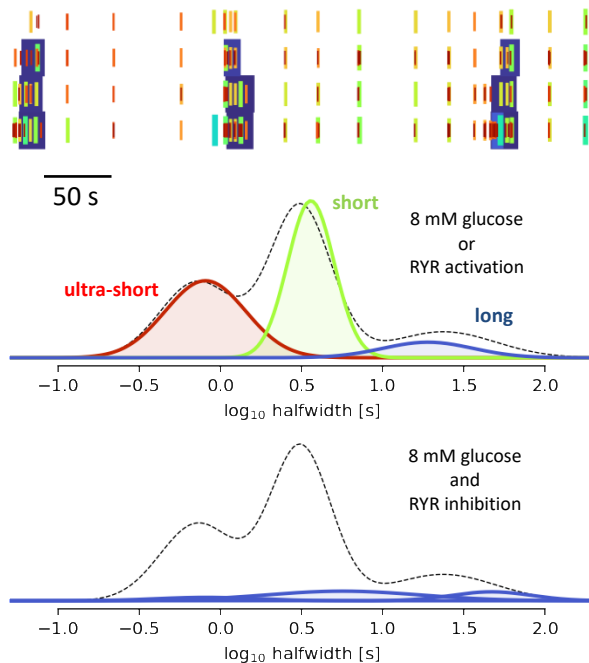 50 s
short
8 mM glucose
or
RYR activation
ultra-short
long
−1.0 −0.5 0.0 0.5 1.0 1.5 2.0
log₁₀ halfwidth [s]
8 mM glucose
and
RYR inhibition
−1.0 −0.5 0.0 0.5 1.0 1.5 2.0
log₁₀ halfwidth [s]